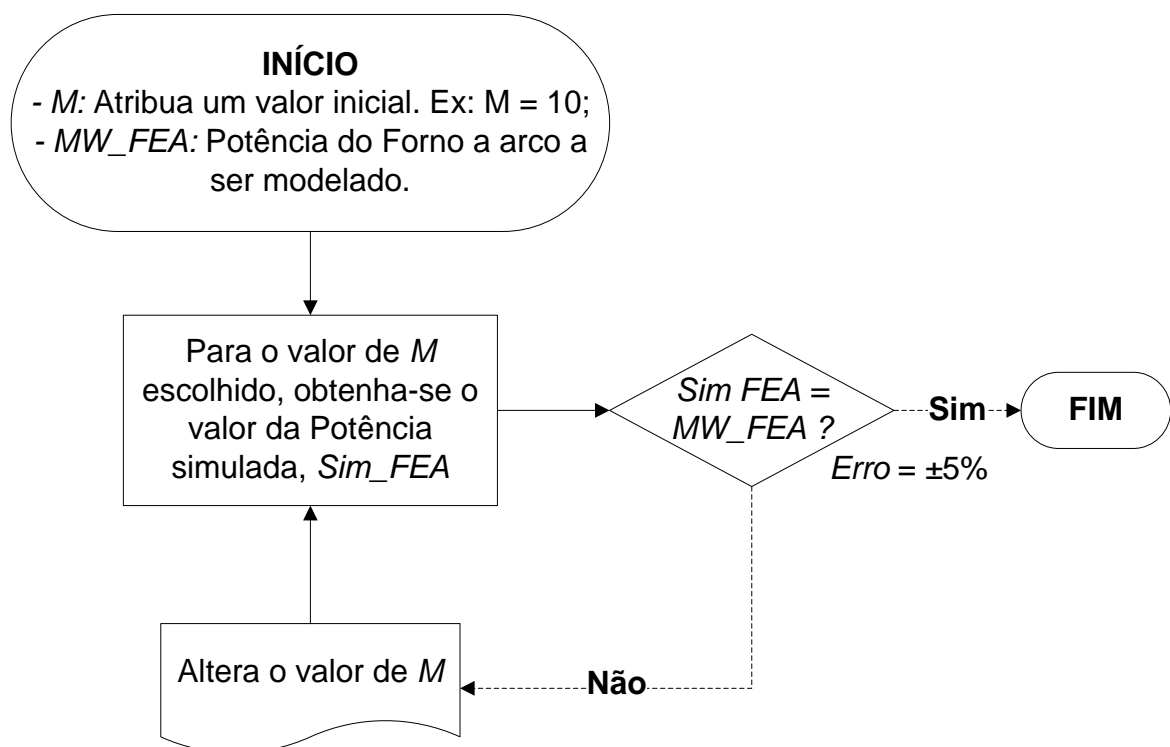 INÍCIO
- M: Atribua um valor inicial. Ex: M = 10;
- MW_FEA: Potência do Forno a arco a
ser modelado.
Para o valor de M
escolhido, obtenha-se o
valor da Potência
simulada, Sim_FEA
Sim FEA =
MW_FEA ?
Sim
FIM
Erro = ±5%
Não
Altera o valor de M